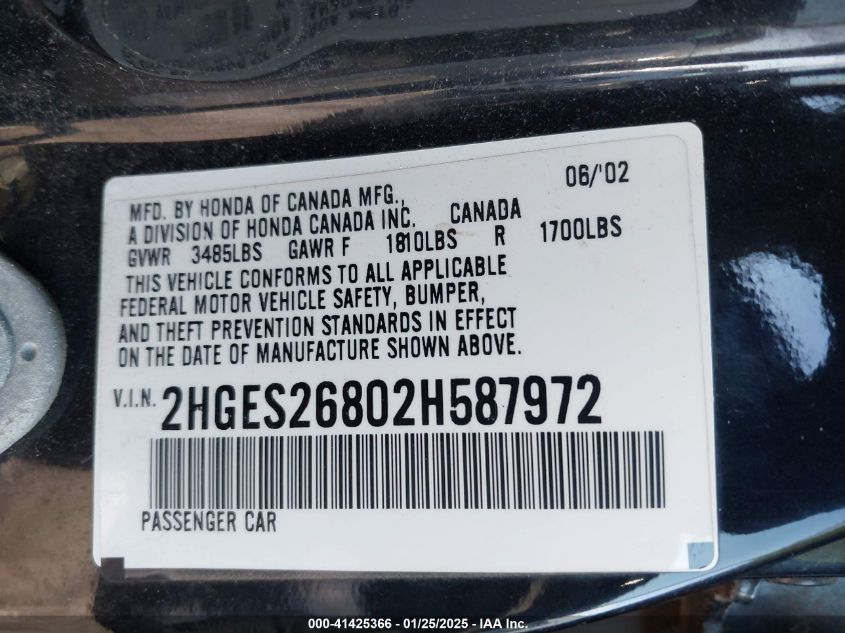 06/'02
MFD. BY HONDA OF CANADA MFG.,
A DIVISION OF HONDA CANADA INC. CANADA
GVWR 3485LBS GAWR F 1810LBS R 1700LBS
THIS VEHICLE CONFORMS TO ALL APPLICABLE
FEDERAL MOTOR VEHICLE SAFETY, BUMPER,
AND THEFT PREVENTION STANDARDS IN EFFECT
ON THE DATE OF MANUFACTURE SHOWN ABOVE.
V.I.N. 2HGES26802H587972
PASSENGER CAR
000-41425366 - 01/25/2025 - IAA Inc.